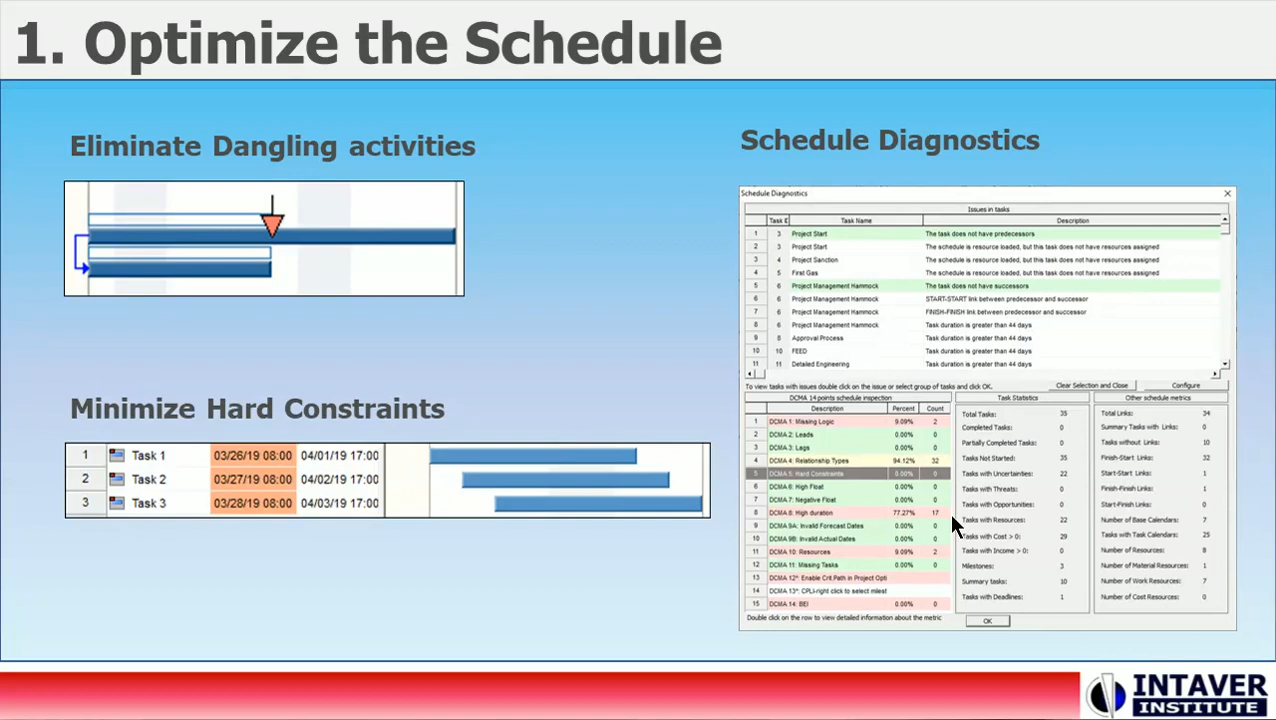 1. Optimize the Schedule
Eliminate Dangling activities
Minimize Hard Constraints
1 Task 1 03/26/19 08:00 04/01/19 17:00
2 Task 2 03/27/19 08:00 04/02/19 17:00
3 Task 3 03/28/19 08:00 04/03/19 17:00
Schedule Diagnostics
Schedule Diagnostics
Issues in tasks
Task Name Description
1 3 Project Start The task does not have predecessors
2 3 Project Start The schedule is resource loaded, but this task does not have resources assigned
3 4 Project Sanction The schedule is resource loaded, but this task does not have resources assigned
4 5 First Gas The schedule is resource loaded, but this task does not have resources assigned
5 6 Project Management Hammock The task does not have successors
6 6 Project Management Hammock START-START link between predecessor and successor
7 6 Project Management Hammock FINISH-FINISH link between predecessor and successor
8 6 Project Management Hammock Task duration is greater than 44 days
9 8 Approval Process Task duration is greater than 44 days
10 10 FEED Task duration is greater than 44 days
11 11 Detailed Engineering Task duration is greater than 44 days
To view tasks with issues double click on the issue or select group of tasks and click OK.
Clear Selection and Close
Configure
DCMA 14 points schedule inspection
Description Percent Count
1 DCMA 1: Missing Logic 9.09% 2
2 DCMA 2: Leads 0.00% 0
3 DCMA 3: Lags 0.00% 0
4 DCMA 4: Relationship Types 94.12% 32
5 DCMA 5: Hard Constraints 0.00% 0
6 DCMA 6: High Float 0.00% 0
7 DCMA 7: Negative Float 0.00% 0
8 DCMA 8: High duration 77.27% 17
9 DCMA 9A: Invalid Forecast Dates 0.00% 0
10 DCMA 9B: Invalid Actual Dates 0.00% 0
11 DCMA 10: Resources 9.09% 2
12 DCMA 11: Missing Tasks 0.00% 0
13 DCMA 12*: Enable Crit.Path in Project Opti
14 DCMA 13*: CPLI-right click to select milest
15 DCMA 14: BEI 0.00% 0
Double click on the row to view detailed information about the metric
Task Statistics
Total Tasks: 35
Completed Tasks: 0
Partially Completed Tasks: 0
Tasks Not Started: 35
Tasks with Uncertainties: 22
Tasks with Threats: 0
Tasks with Opportunities: 0
Tasks with Resources: 22
Tasks with Cost > 0: 29
Tasks with Income > 0: 0
Milestones: 3
Summary tasks: 10
Tasks with Deadlines: 1
Other schedule metrics
Total Links: 34
Summary Tasks with Links: 0
Tasks without Links: 10
Finish-Start Links: 32
Start-Start Links: 1
Finish-Finish Links: 1
Start-Finish Links: 0
Number of Base Calendars: 7
Tasks with Task Calendars: 25
Number of Resources: 8
Number of Material Resources: 1
Number of Work Resources: 7
Number of Cost Resources: 0
OK
INTAVER
INSTITUTE